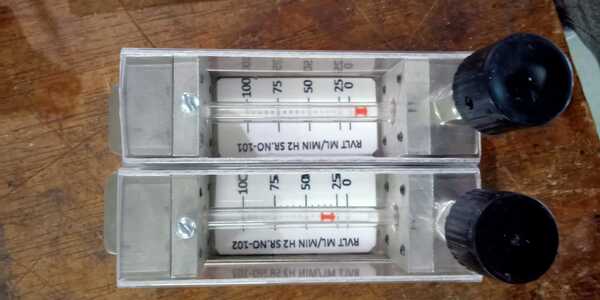 100 75 50 25 0
RVLT ML/MIN H2 SR.NO-101
100 75 50 25 0
RVLT ML/MIN H2 SR.NO-102